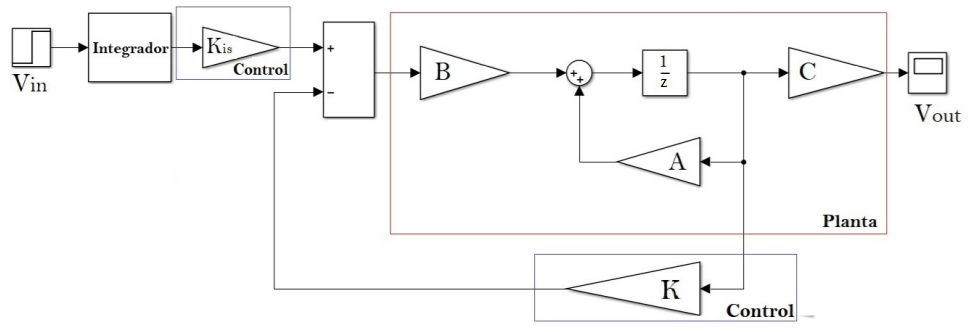 Vin
Integrador
Kis
Control
+
−
B
++
1
z
C
Vout
A
Planta
K
Control